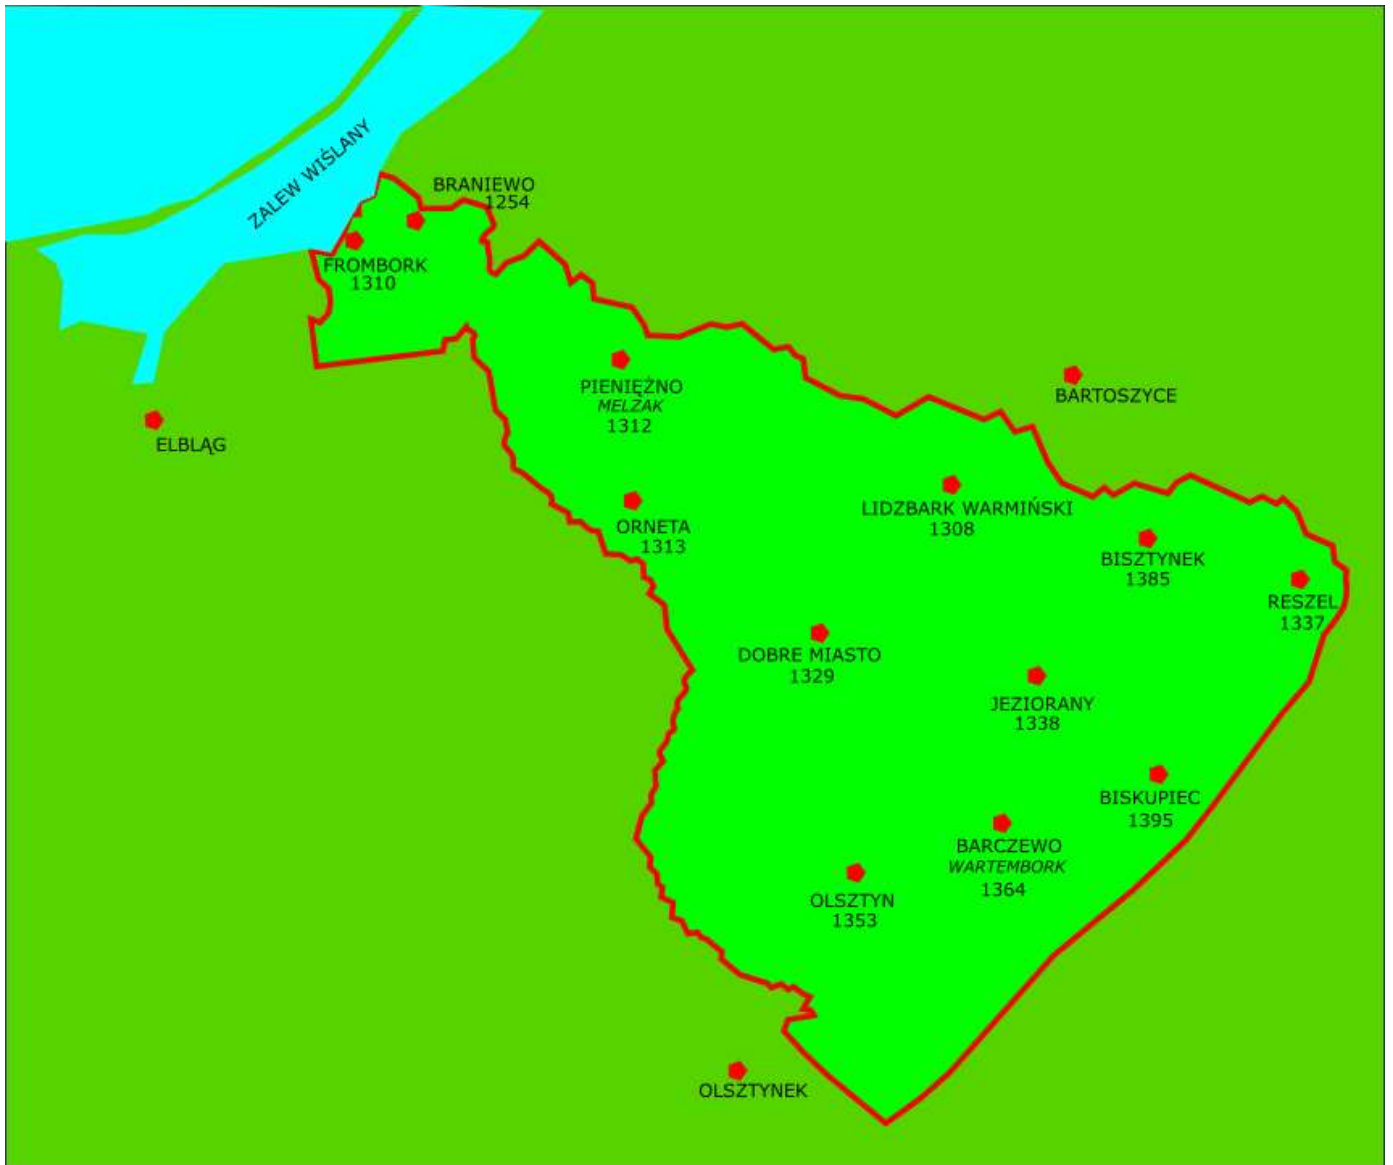 ZALEW WIŚLANY
BRANIEWO
1254
FROMBORK
1310
PIENIĘŻNO
MELZAK
1312
BARTOSZYCE
ELBLĄG
LIDZBARK WARMIŃSKI
1308
ORNETA
1313
BISZTYNEK
1385
RESZEL
1337
DOBRE MIASTO
1329
JEZIORANY
1338
BISKUPIEC
1395
BARCZEWO
WARTEMBORK
1364
OLSZTYN
1353
OLSZTYNEK